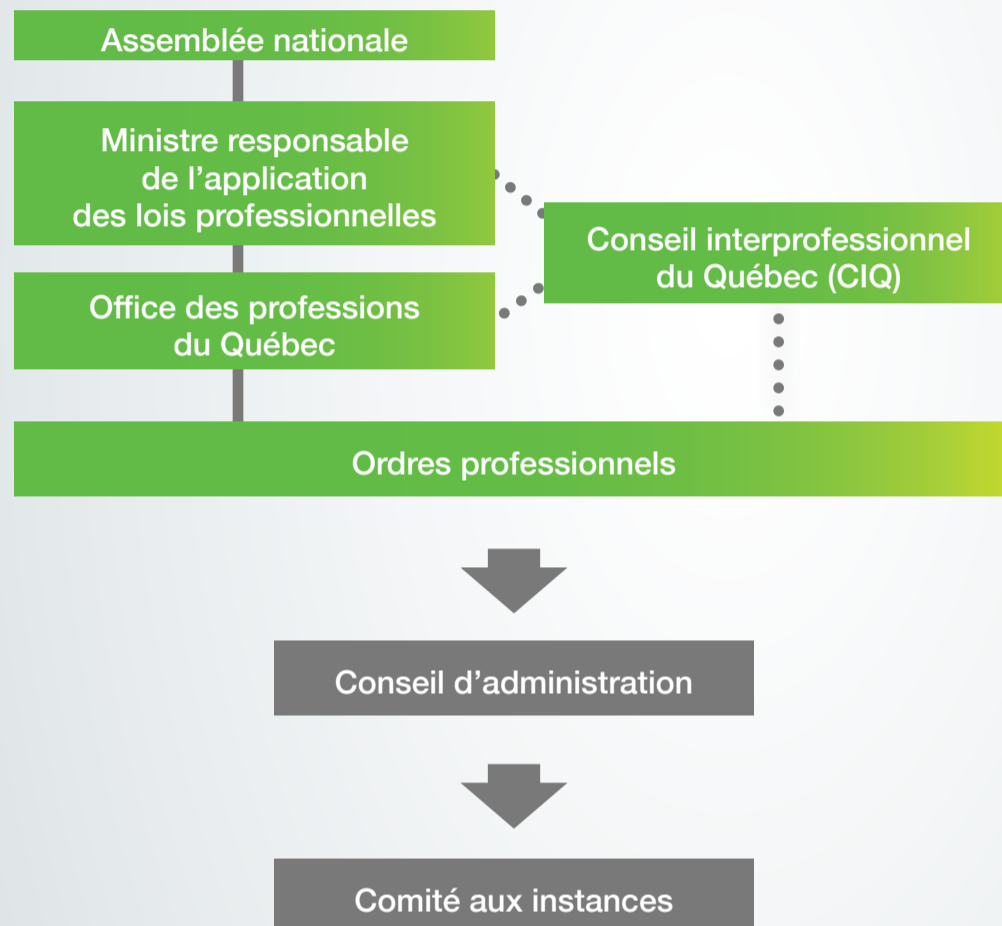 Assemblée nationale
Ministre responsable
de l’application
des lois professionnelles
Conseil interprofessionnel
du Québec (CIQ)
Office des professions
du Québec
Ordres professionnels
Conseil d’administration
Comité aux instances